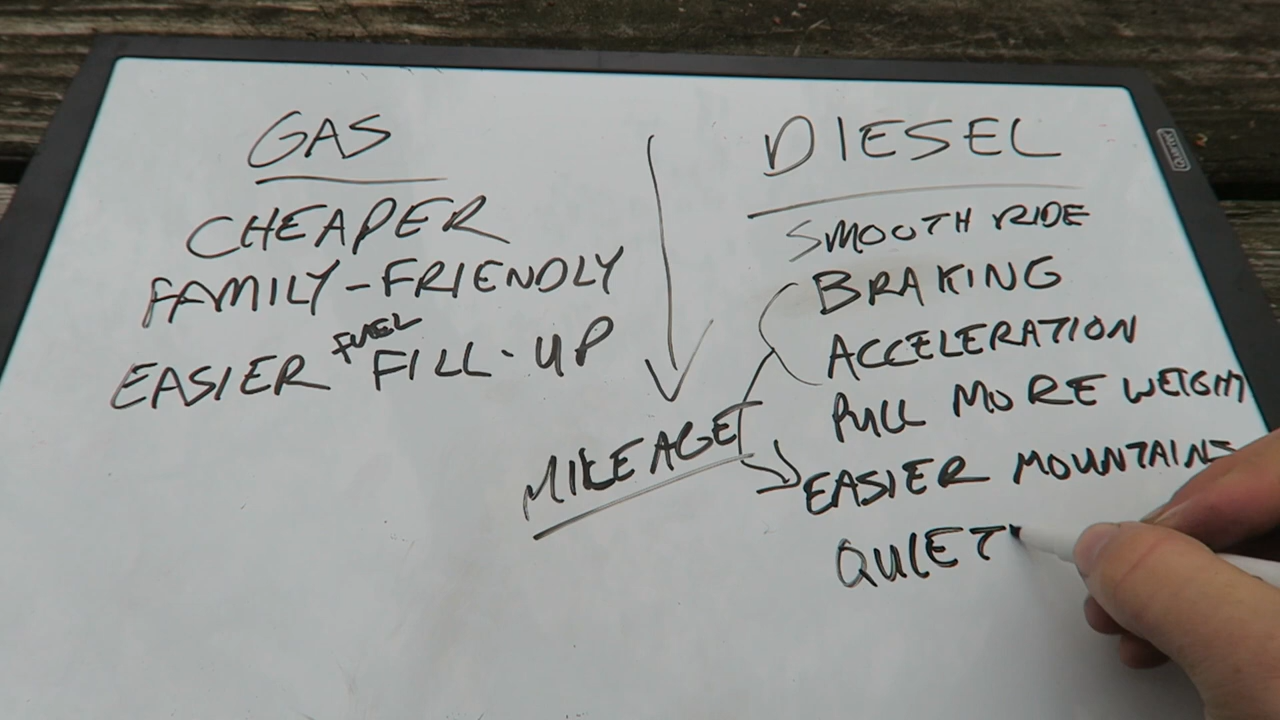 GAS
CHEAPER
FAMILY-FRIENDLY
EASIER FUEL FILL-UP
MILEAGE
DIESEL
SMOOTH RIDE
BRAKING
ACCELERATION
PULL MORE WEIGHT
EASIER MOUNTAINS
QUIET
QUARTET